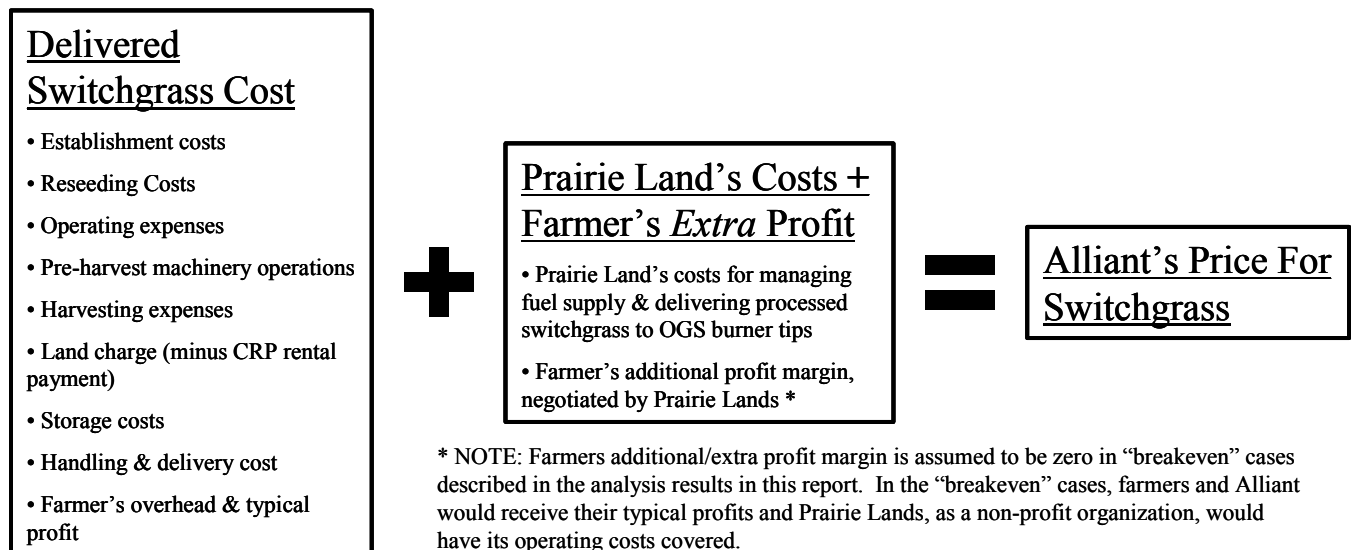 Delivered
Switchgrass Cost
• Establishment costs
• Reseeding Costs
• Operating expenses
• Pre-harvest machinery operations
• Harvesting expenses
• Land charge (minus CRP rental
payment)
• Storage costs
• Handling & delivery cost
• Farmer's overhead & typical
profit
+
Prairie Land's Costs +
Farmer's Extra Profit
• Prairie Land's costs for managing
fuel supply & delivering processed
switchgrass to OGS burner tips
• Farmer's additional profit margin,
negotiated by Prairie Lands *
=
Alliant's Price For
Switchgrass
* NOTE: Farmers additional/extra profit margin is assumed to be zero in “breakeven” cases
described in the analysis results in this report.  In the “breakeven” cases, farmers and Alliant
would receive their typical profits and Prairie Lands, as a non-profit organization, would
have its operating costs covered.